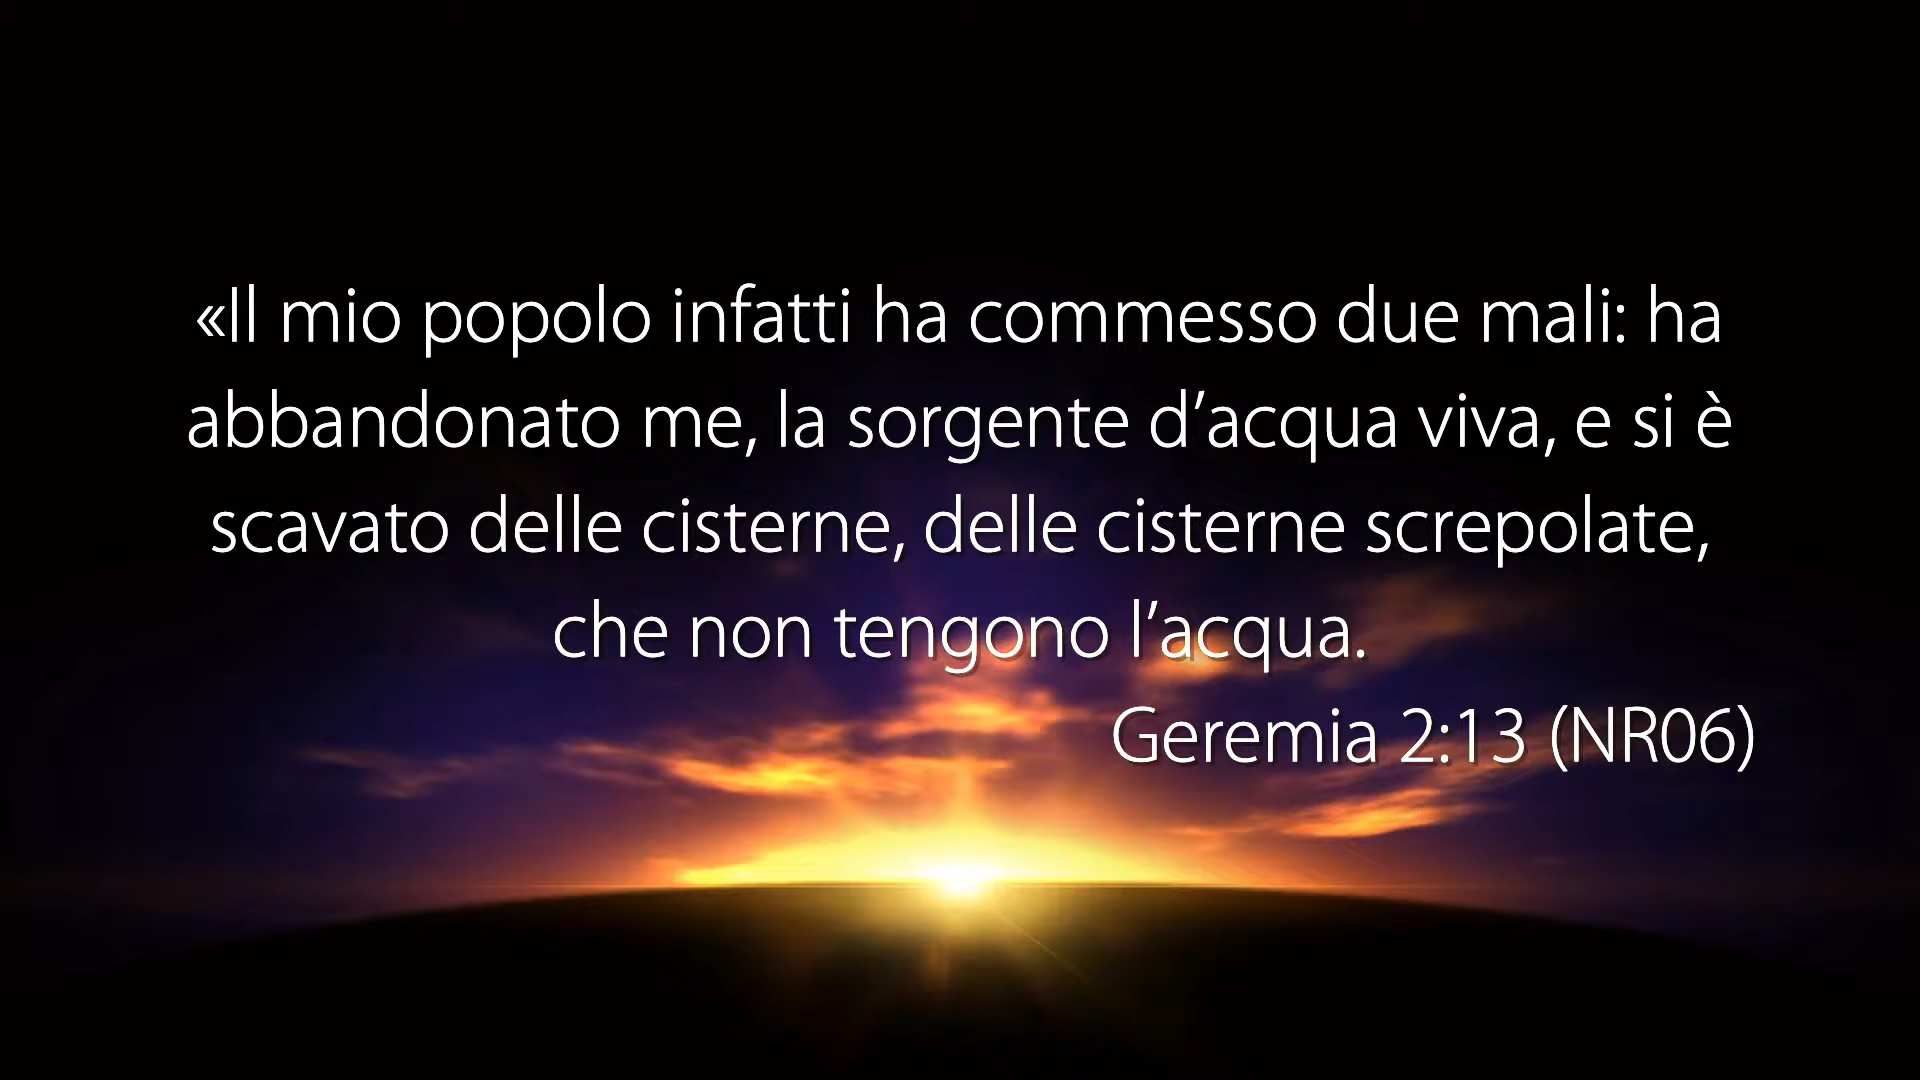 «Il mio popolo infatti ha commesso due mali: ha
abbandonato me, la sorgente d’acqua viva, e si è
scavato delle cisterne, delle cisterne screpolate,
che non tengono l’acqua.
Geremia 2:13 (NR06)